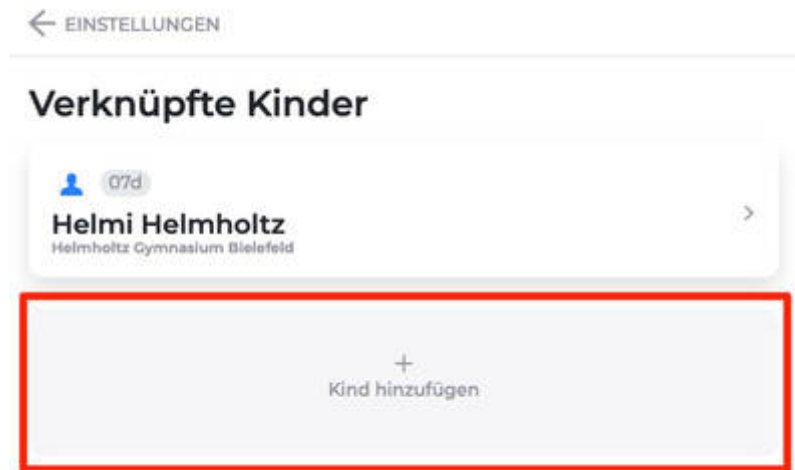 ← EINSTELLUNGEN
Verknüpfte Kinder
07d
Helmi Helmholtz
Helmholtz Gymnasium Bielefeld
+
Kind hinzufügen